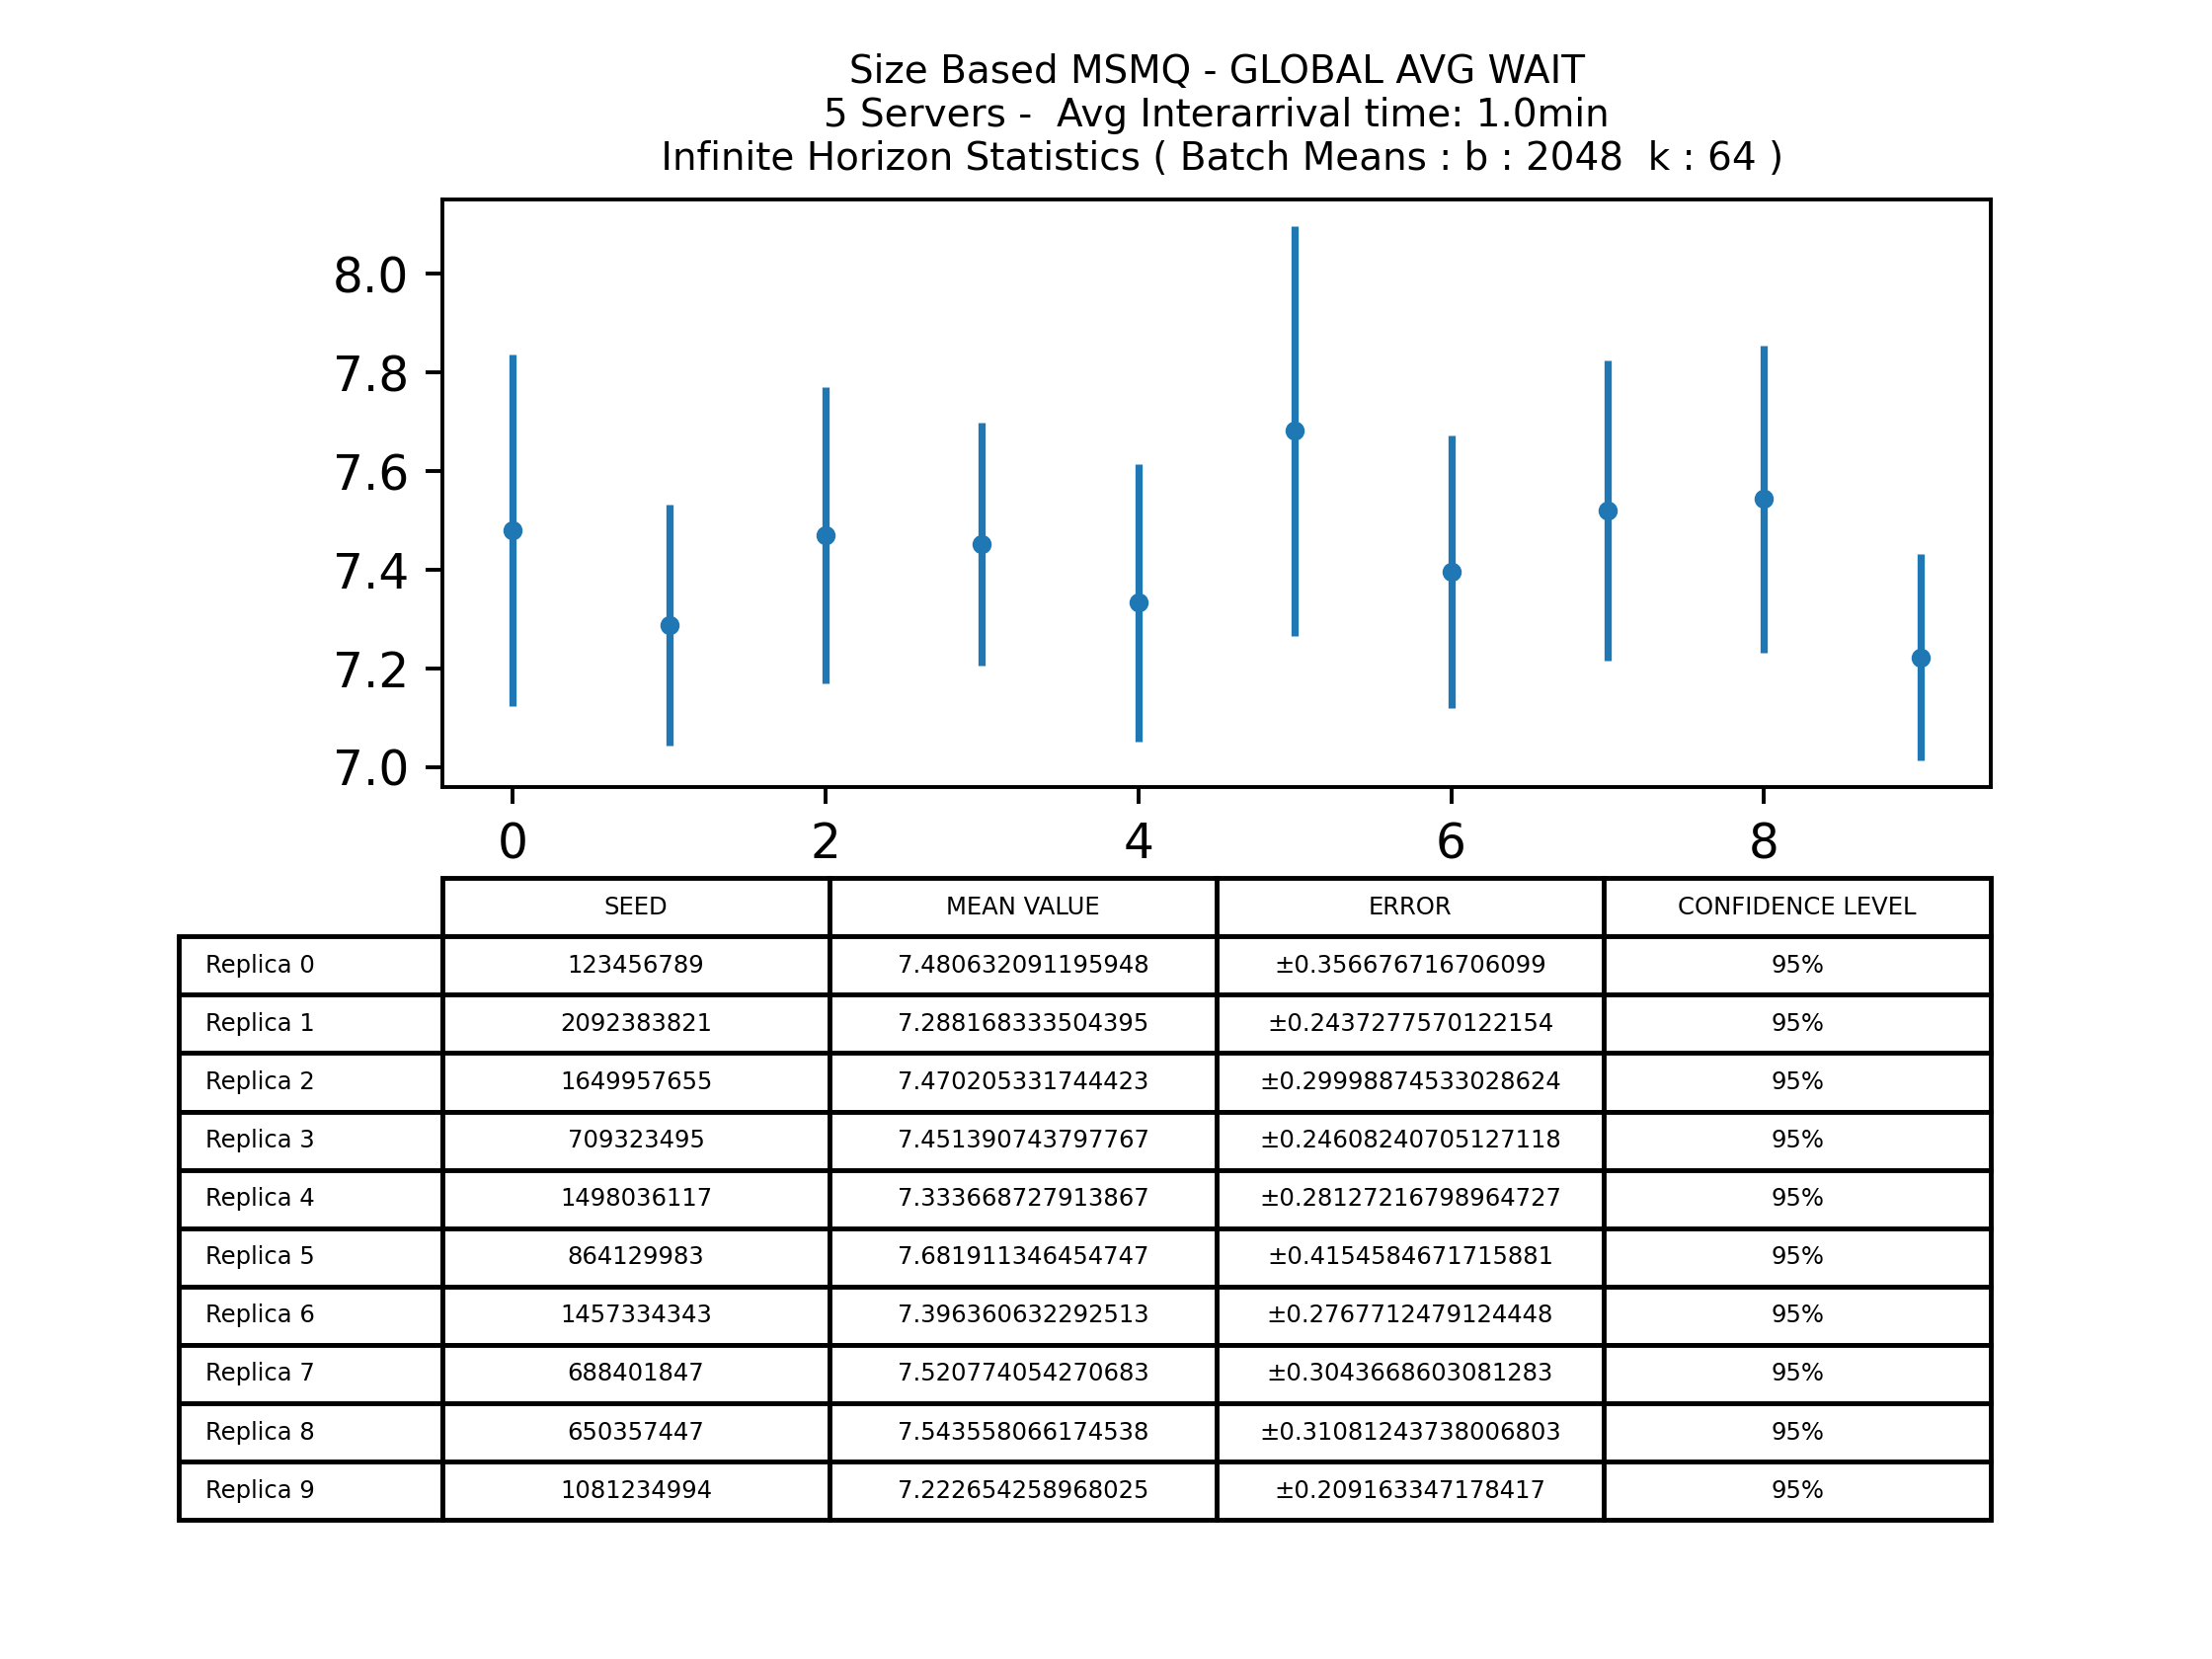 Size Based MSMQ - GLOBAL AVG WAIT
5 Servers -  Avg Interarrival time: 1.0min
Infinite Horizon Statistics ( Batch Means : b : 2048  k : 64 )
8.0
7.8
7.6
7.4
7.2
7.0
0 2 4 6 8
SEED MEAN VALUE ERROR CONFIDENCE LEVEL
Replica 0 123456789 7.480632091195948 ±0.356676716706099 95%
Replica 1 2092383821 7.288168333504395 ±0.2437277570122154 95%
Replica 2 1649957655 7.470205331744423 ±0.29998874533028624 95%
Replica 3 709323495 7.451390743797767 ±0.24608240705127118 95%
Replica 4 1498036117 7.333668727913867 ±0.28127216798964727 95%
Replica 5 864129983 7.681911346454747 ±0.4154584671715881 95%
Replica 6 1457334343 7.396360632292513 ±0.2767712479124448 95%
Replica 7 688401847 7.520774054270683 ±0.3043668603081283 95%
Replica 8 650357447 7.543558066174538 ±0.31081243738006803 95%
Replica 9 1081234994 7.222654258968025 ±0.209163347178417 95%